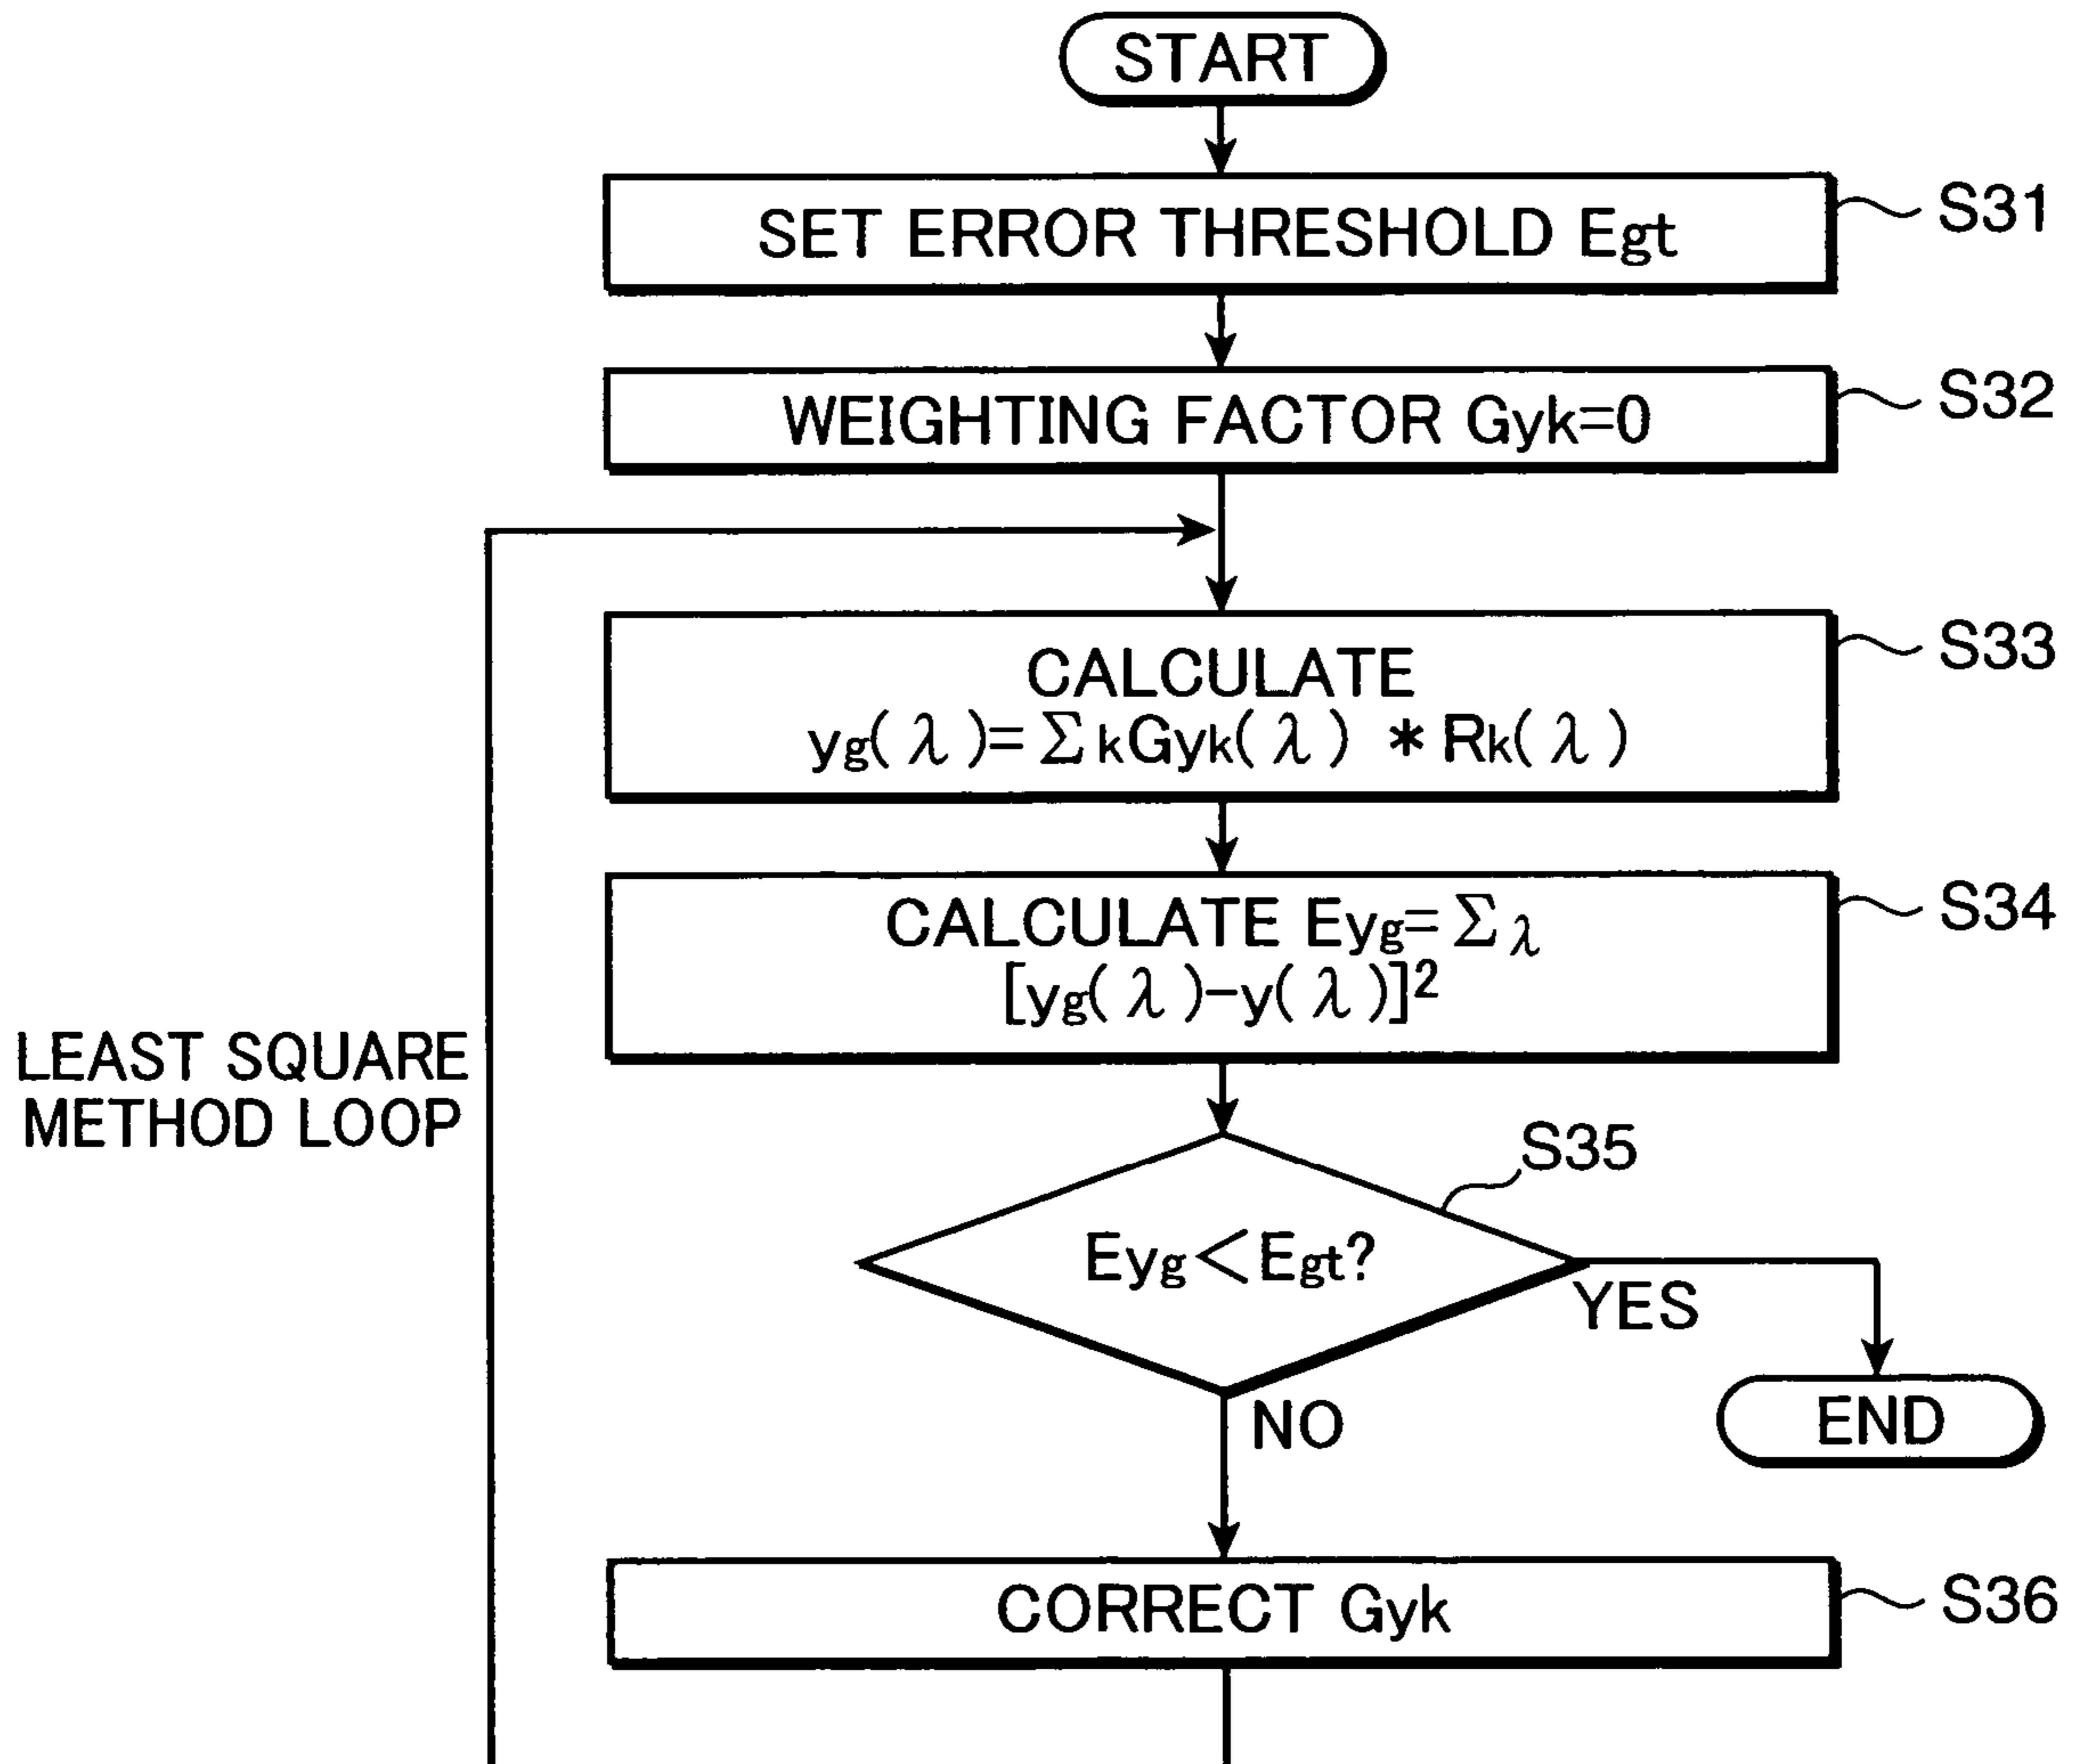 START
SET ERROR THRESHOLD Egt
S31
WEIGHTING FACTOR Gyk=0
S32
CALCULATE
yg(λ)=ΣkGyk(λ) *Rk(λ)
S33
CALCULATE Eyg=Σλ
[yg(λ)-y(λ)]²
S34
LEAST SQUARE
METHOD LOOP
S35
Eyg<Egt?
YES
END
NO
CORRECT Gyk
S36